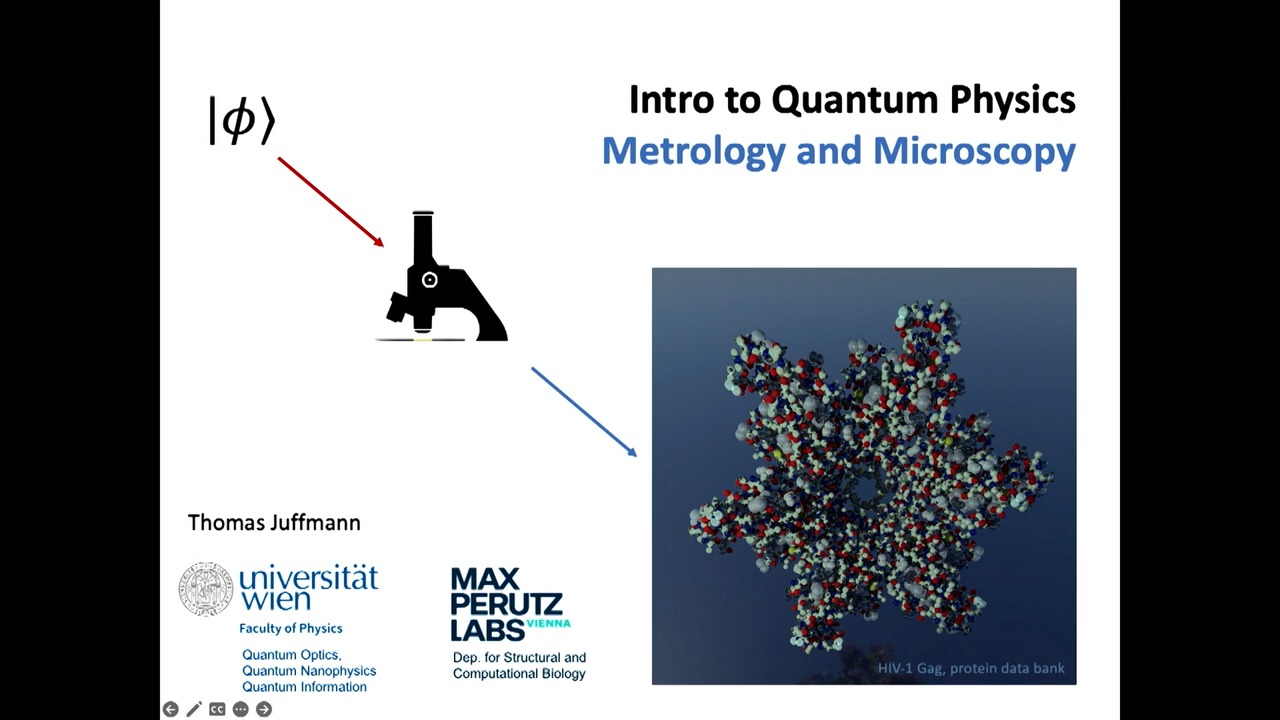 |ϕ⟩
Intro to Quantum Physics
Metrology and Microscopy
Thomas Juffmann
universität
wien
Faculty of Physics
Quantum Optics,
Quantum Nanophysics
Quantum Information
MAX
PERUTZ
LABS VIENNA
Dep. for Structural and
Computational Biology
HIV-1 Gag, protein data bank
CC